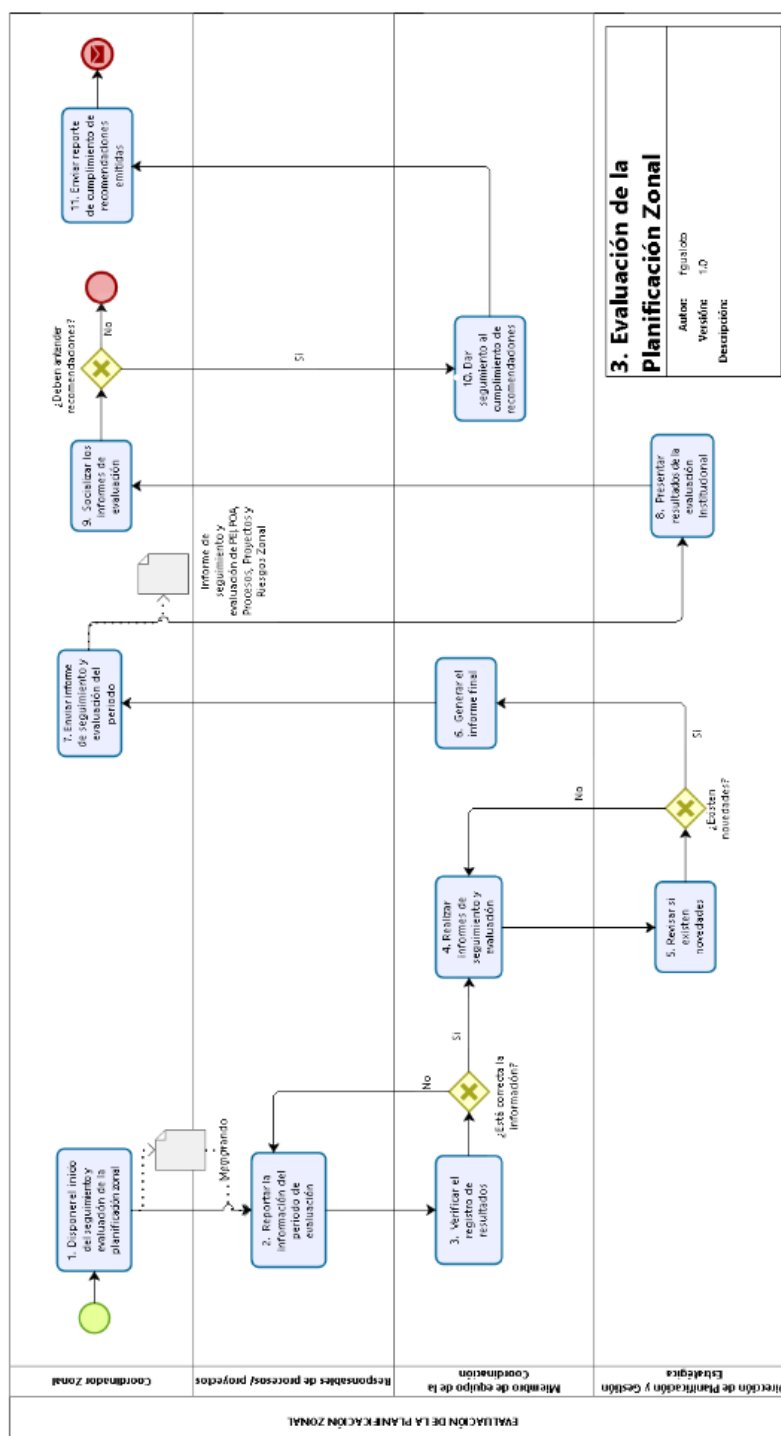 EVALUACIÓN DE LA PLANIFICACIÓN ZONAL
Coordinador Zonal
Responsables de procesos/ proyectos
Miembro de equipo de la
Coordinación
Dirección de Planificación y Gestión
Estratégica
1. Disponer el inicio
del seguimiento y
evaluación de la
planificación zonal
Memorando
2. Reportar la
información del
periodo de
evaluación
3. Verificar el
registro de
resultados
¿Está correcta la
información?
No
Si
4. Realizar
informes de
seguimiento y
evaluación
5. Revisar si
existen
novedades
¿Existen
novedades?
No
Si
6. Generar el
informe final
7. Enviar informe
de seguimiento y
evaluación del
periodo
Informe de
seguimiento y
evaluación de PEI, POA,
Procesos, Proyectos y
Riesgos Zonal
8. Presentar
resultados de la
evaluación
Institucional
9. Socializar los
informes de
evaluación
¿Deben antender
recomendaciones?
No
Si
10. Dar
seguimiento al
cumplimiento de
recomendaciones
11. Enviar reporte
de cumplimiento de
recomendaciones
emitidas
3. Evaluación de la
Planificación Zonal
Autor: fgualoto
Versión: 1.0
Descripción: